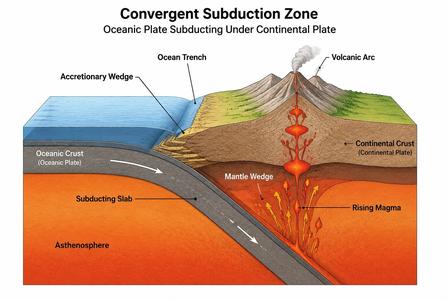 Convergent Subduction Zone
Oceanic Plate Subducting Under Continental Plate
Ocean Trench
Volcanic Arc
Accretionary Wedge
Oceanic Crust
(Oceanic Plate)
Continental Crust
(Continental Plate)
Mantle Wedge
Subducting Slab
Rising Magma
Asthenosphere